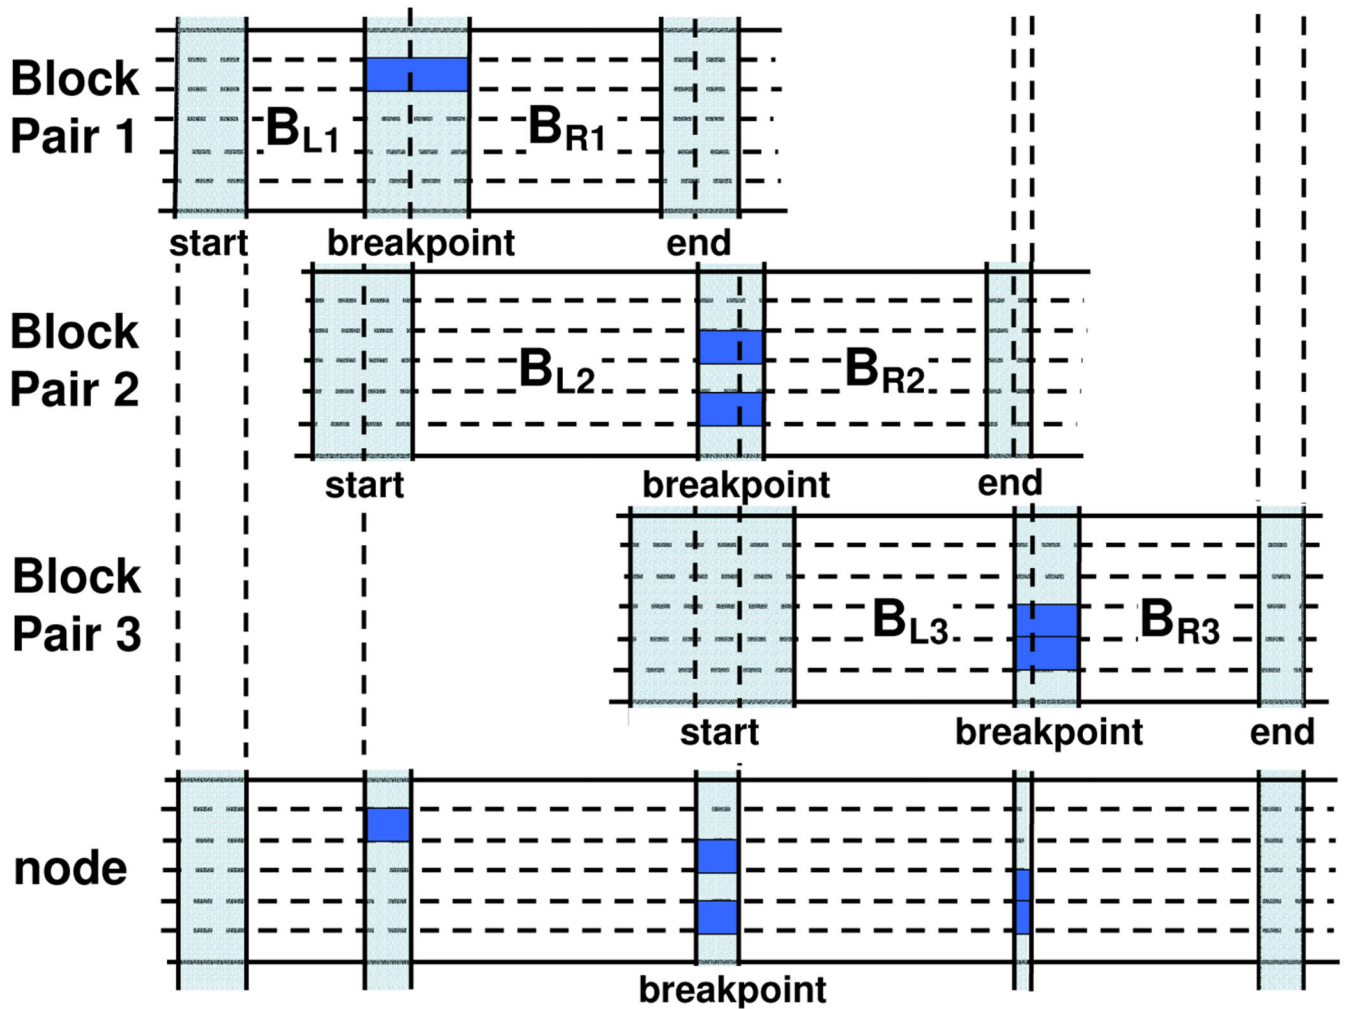 Block
Pair 1
BL1
BR1
start
breakpoint
end
Block
Pair 2
BL2
BR2
start
breakpoint
end
Block
Pair 3
BL3
BR3
start
breakpoint
end
node
breakpoint